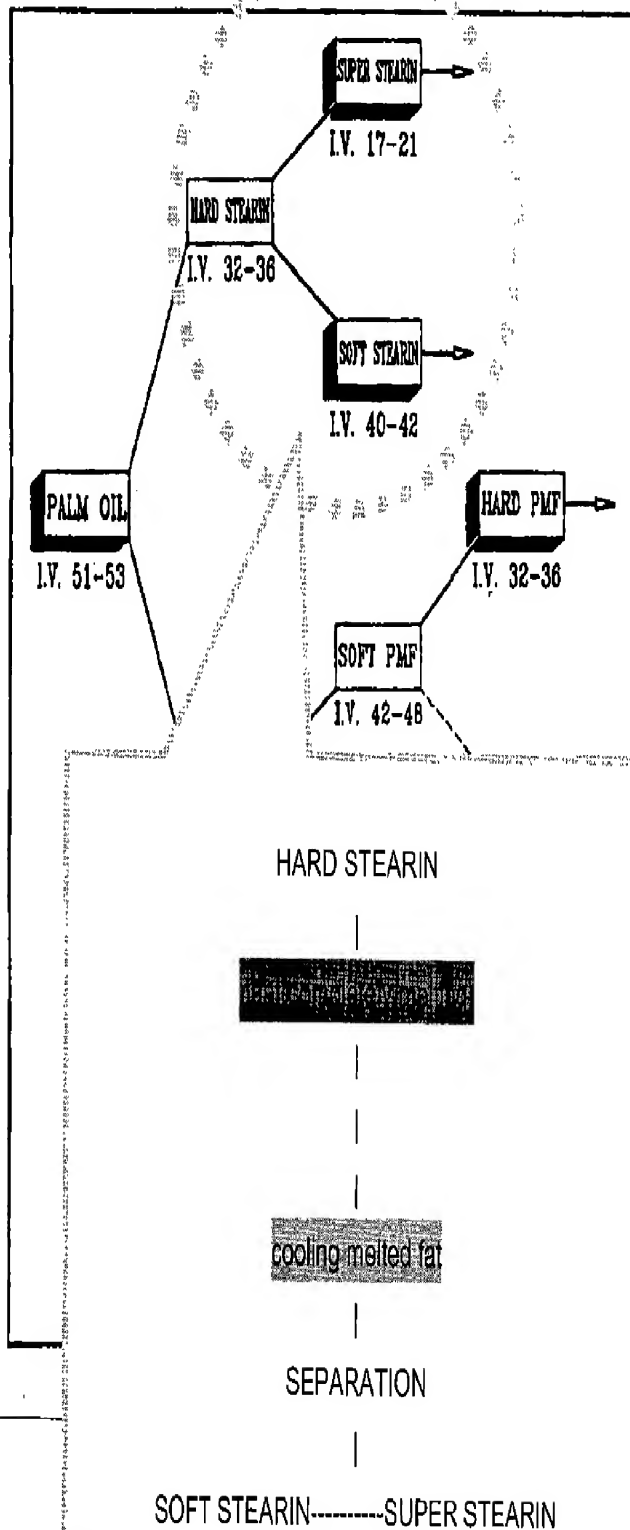 SUPER STEARIN
I.V. 17-21
HARD STEARIN
I.V. 32-36
SOFT STEARIN
I.V. 40-42
PALM OIL
I.V. 51-53
HARD PMF
I.V. 32-36
SOFT PMF
I.V. 42-48
HARD STEARIN
cooling melted fat
SEPARATION
SOFT STEARIN---------SUPER STEARIN